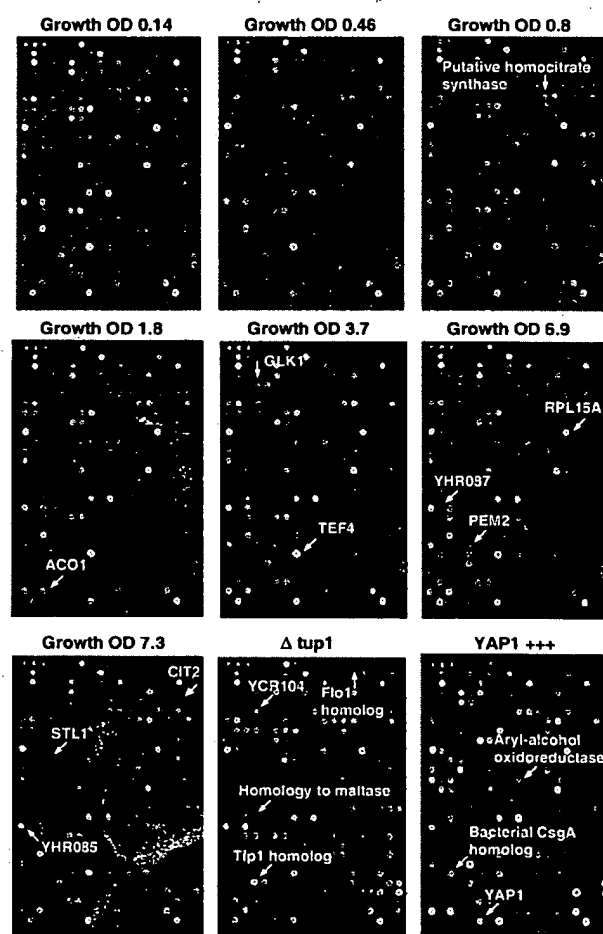 Growth OD 0.14
Growth OD 0.46
Growth OD 0.8
Putative homocitrate
synthase
Growth OD 1.8
Growth OD 3.7
Growth OD 6.9
GLK1
RPL15A
YHR087
PEM2
TEF4
ACO1
Growth OD 7.3
Δ tup1
YAP1 +++
CIT2
YCR104
Flo1
homolog
STL1
Aryl-alcohol
oxidoreductase
Homology to maltase
YHR085
Bacterial CsgA
homolog
Tfp1 homolog
YAP1